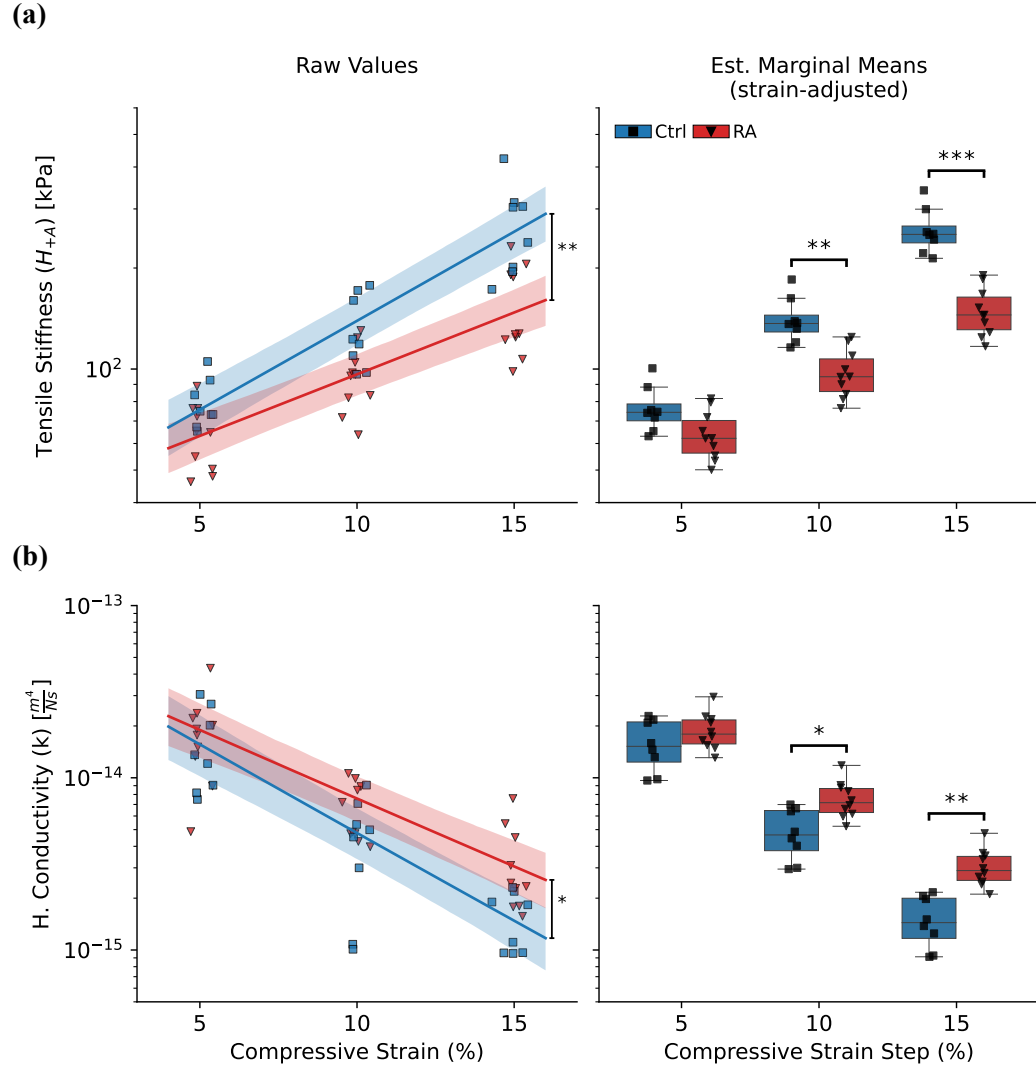 (a)
Raw Values
Est. Marginal Means
(strain-adjusted)
Tensile Stiffness (H+A) [kPa]
10²
**
5
10
15
Ctrl
RA
**
***
5
10
15
(b)
H. Conductivity (k) [m⁴/Ns]
10⁻¹³
10⁻¹⁴
10⁻¹⁵
*
5
10
15
Compressive Strain (%)
*
**
5
10
15
Compressive Strain Step (%)